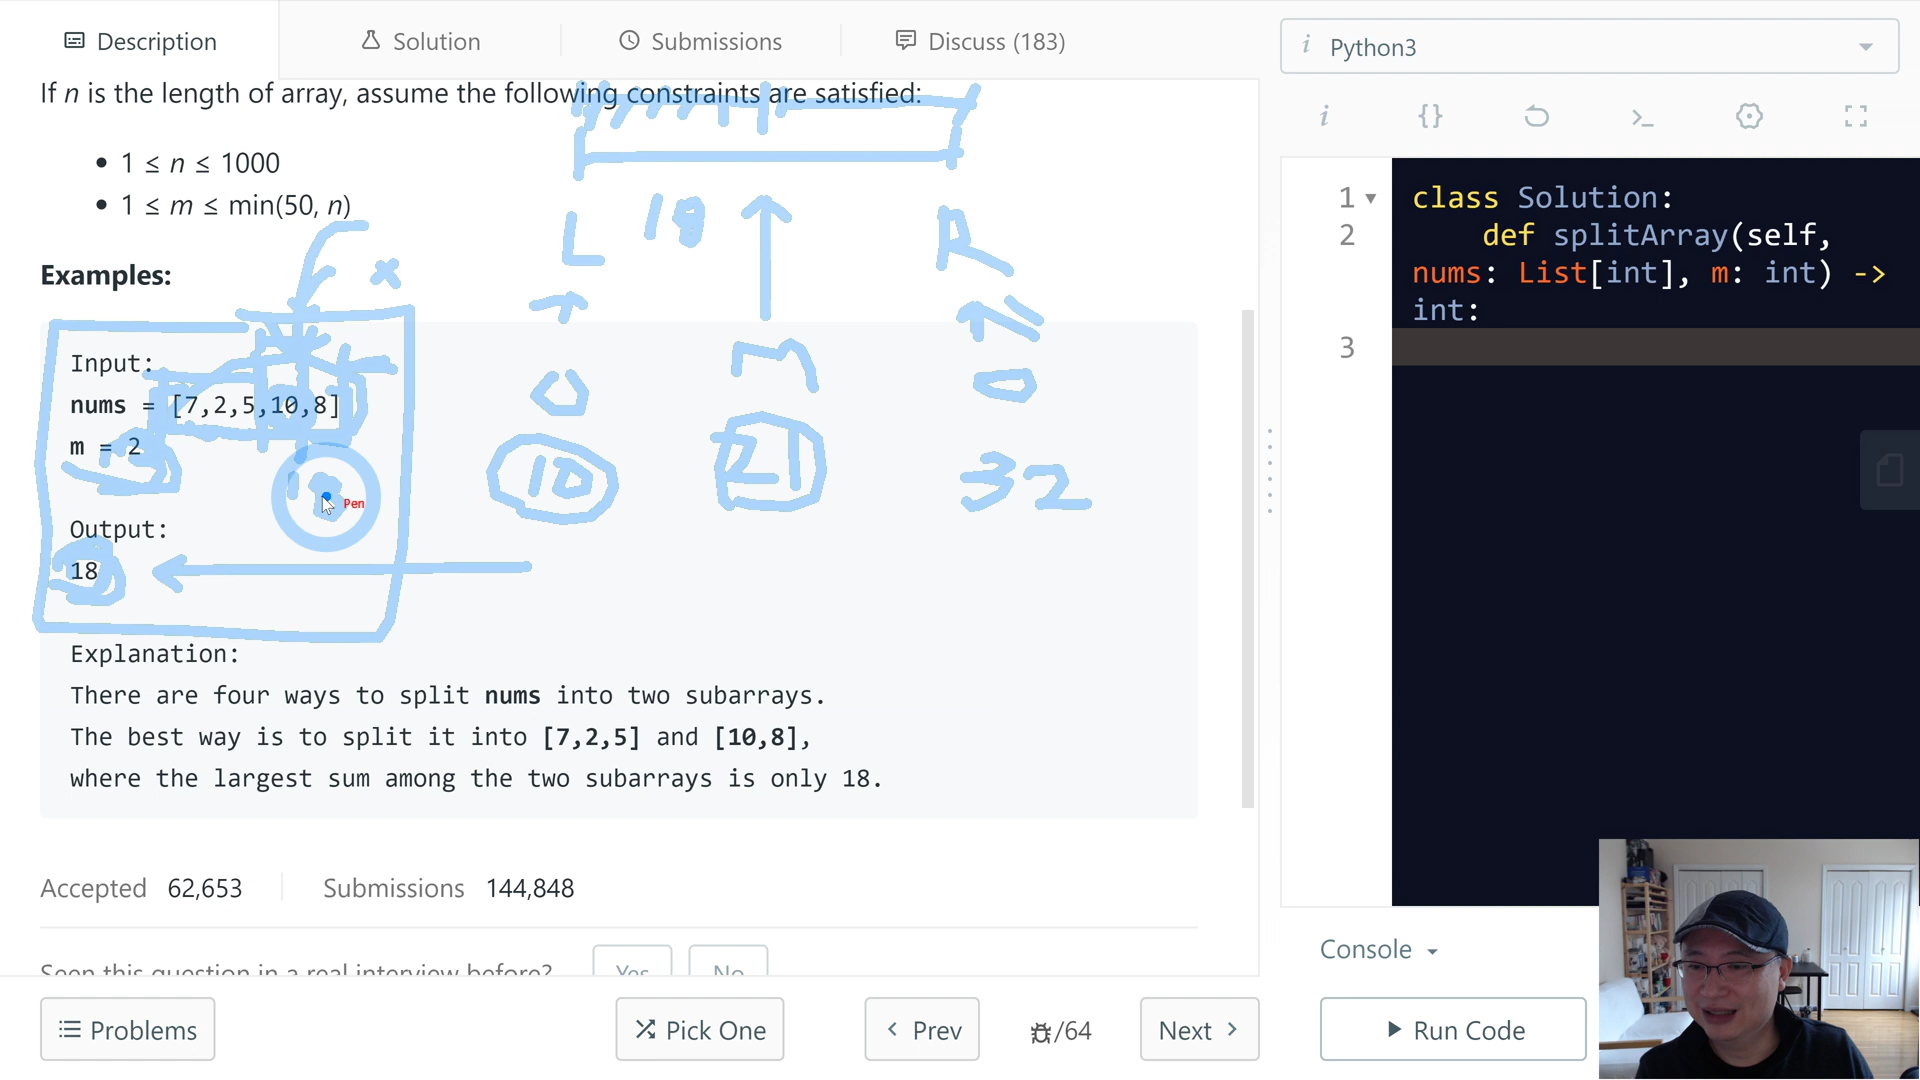 Description
Solution
Submissions
Discuss (183)
i Python3
If n is the length of array, assume the following constraints are satisfied:
• 1 ≤ n ≤ 1000
• 1 ≤ m ≤ min(50, n)
L 18 R
Examples:
x
Input:
nums = [7,2,5,10,8]
m = 2
M
0 0
10 21 32
18
Pen
Output:
18
Explanation:
There are four ways to split nums into two subarrays.
The best way is to split it into [7,2,5] and [10,8],
where the largest sum among the two subarrays is only 18.
Accepted 62,653 Submissions 144,848
Seen this question in a real interview before? Yes No
Problems
Pick One
Prev
/64
Next
i {} >_
1 class Solution:
2 def splitArray(self,
nums: List[int], m: int) ->
int:
3
Console
Run Code